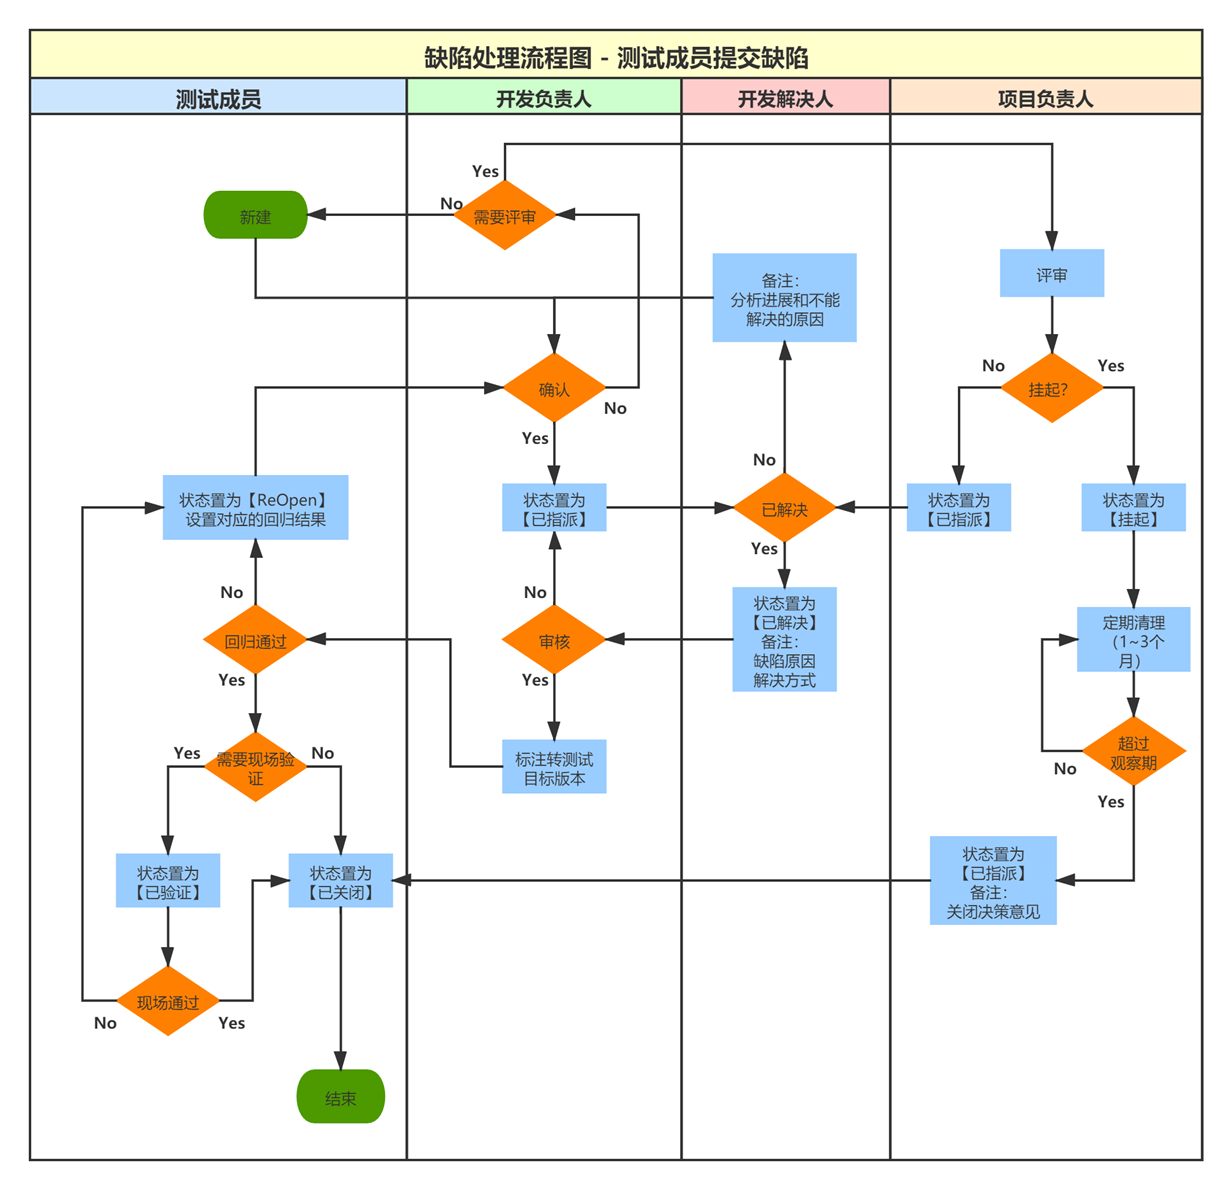 缺陷处理流程图 - 测试成员提交缺陷
测试成员
开发负责人
开发解决人
项目负责人
Yes
No
需要评审
新建
备注：
分析进展和不能
解决的原因
评审
确认
No
Yes
No
挂起?
Yes
状态置为【ReOpen】
设置对应的回归结果
状态置为
【已指派】
No
已解决
Yes
状态置为
【已指派】
状态置为
【挂起】
No
回归通过
Yes
No
审核
Yes
状态置为
【已解决】
备注：
缺陷原因
解决方式
定期清理
（1~3个
月）
Yes
需要现场验
证
No
标注转测试
目标版本
超过
观察期
No
Yes
状态置为
【已验证】
状态置为
【已关闭】
状态置为
【已指派】
备注：
关闭决策意见
现场通过
No
Yes
结束